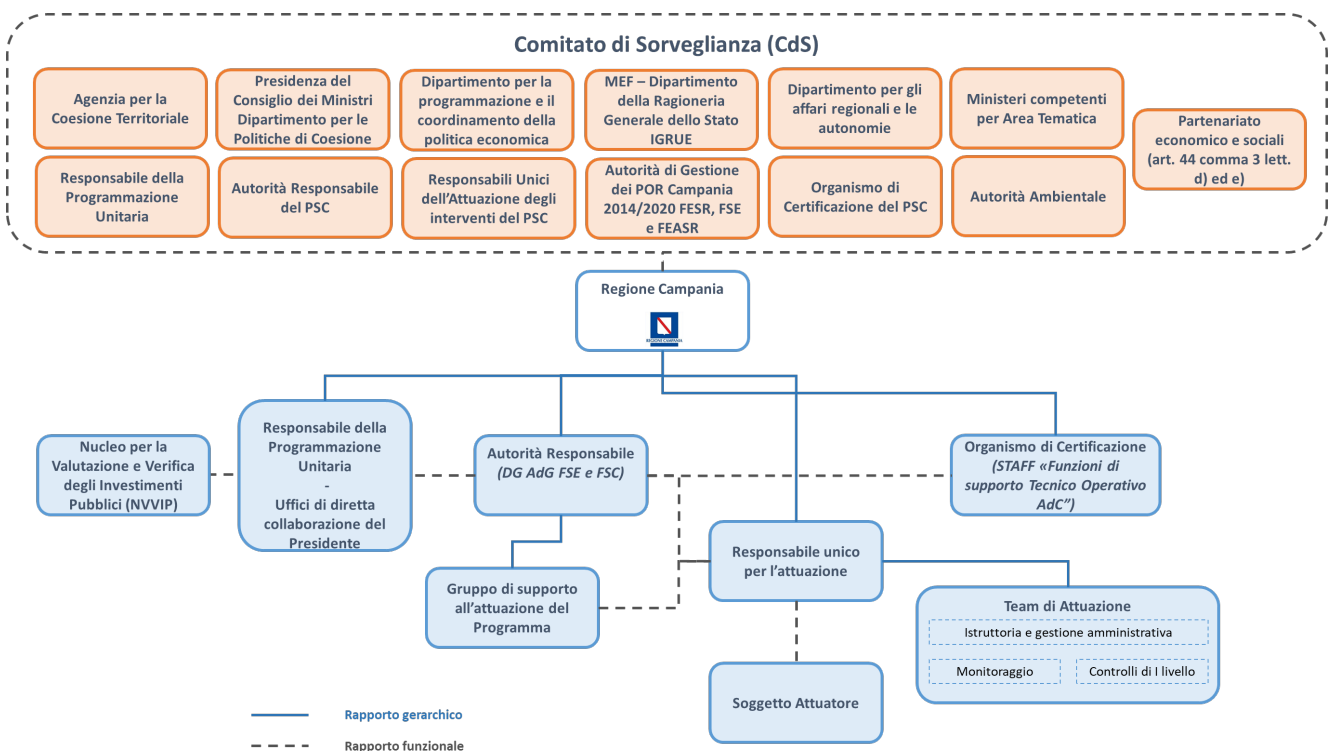 Comitato di Sorveglianza (CdS)
Agenzia per la
Coesione Territoriale
Presidenza del
Consiglio dei Ministri
Dipartimento per le
Politiche di Coesione
Dipartimento per la
programmazione e il
coordinamento della
politica economica
MEF – Dipartimento
della Ragioneria
Generale dello Stato
IGRUE
Dipartimento per gli
affari regionali e le
autonomie
Ministeri competenti
per Area Tematica
Partenariato
economico e sociali
(art. 44 comma 3 lett.
d) ed e)
Responsabile della
Programmazione
Unitaria
Autorità Responsabile
del PSC
Responsabili Unici
dell’Attuazione degli
interventi del PSC
Autorità di Gestione
dei POR Campania
2014/2020 FESR, FSE
e FEASR
Organismo di
Certificazione del PSC
Autorità Ambientale
Regione Campania
REGIONE CAMPANIA
Nucleo per la
Valutazione e Verifica
degli Investimenti
Pubblici (NVVIP)
Responsabile della
Programmazione
Unitaria
-
Uffici di diretta
collaborazione del
Presidente
Autorità Responsabile
(DG AdG FSE e FSC)
Organismo di Certificazione
(STAFF «Funzioni di
supporto Tecnico Operativo
AdC”)
Gruppo di supporto
all’attuazione del
Programma
Responsabile unico
per l’attuazione
Team di Attuazione
Istruttoria e gestione amministrativa
Monitoraggio
Controlli di I livello
Soggetto Attuatore
Rapporto gerarchico
Rapporto funzionale